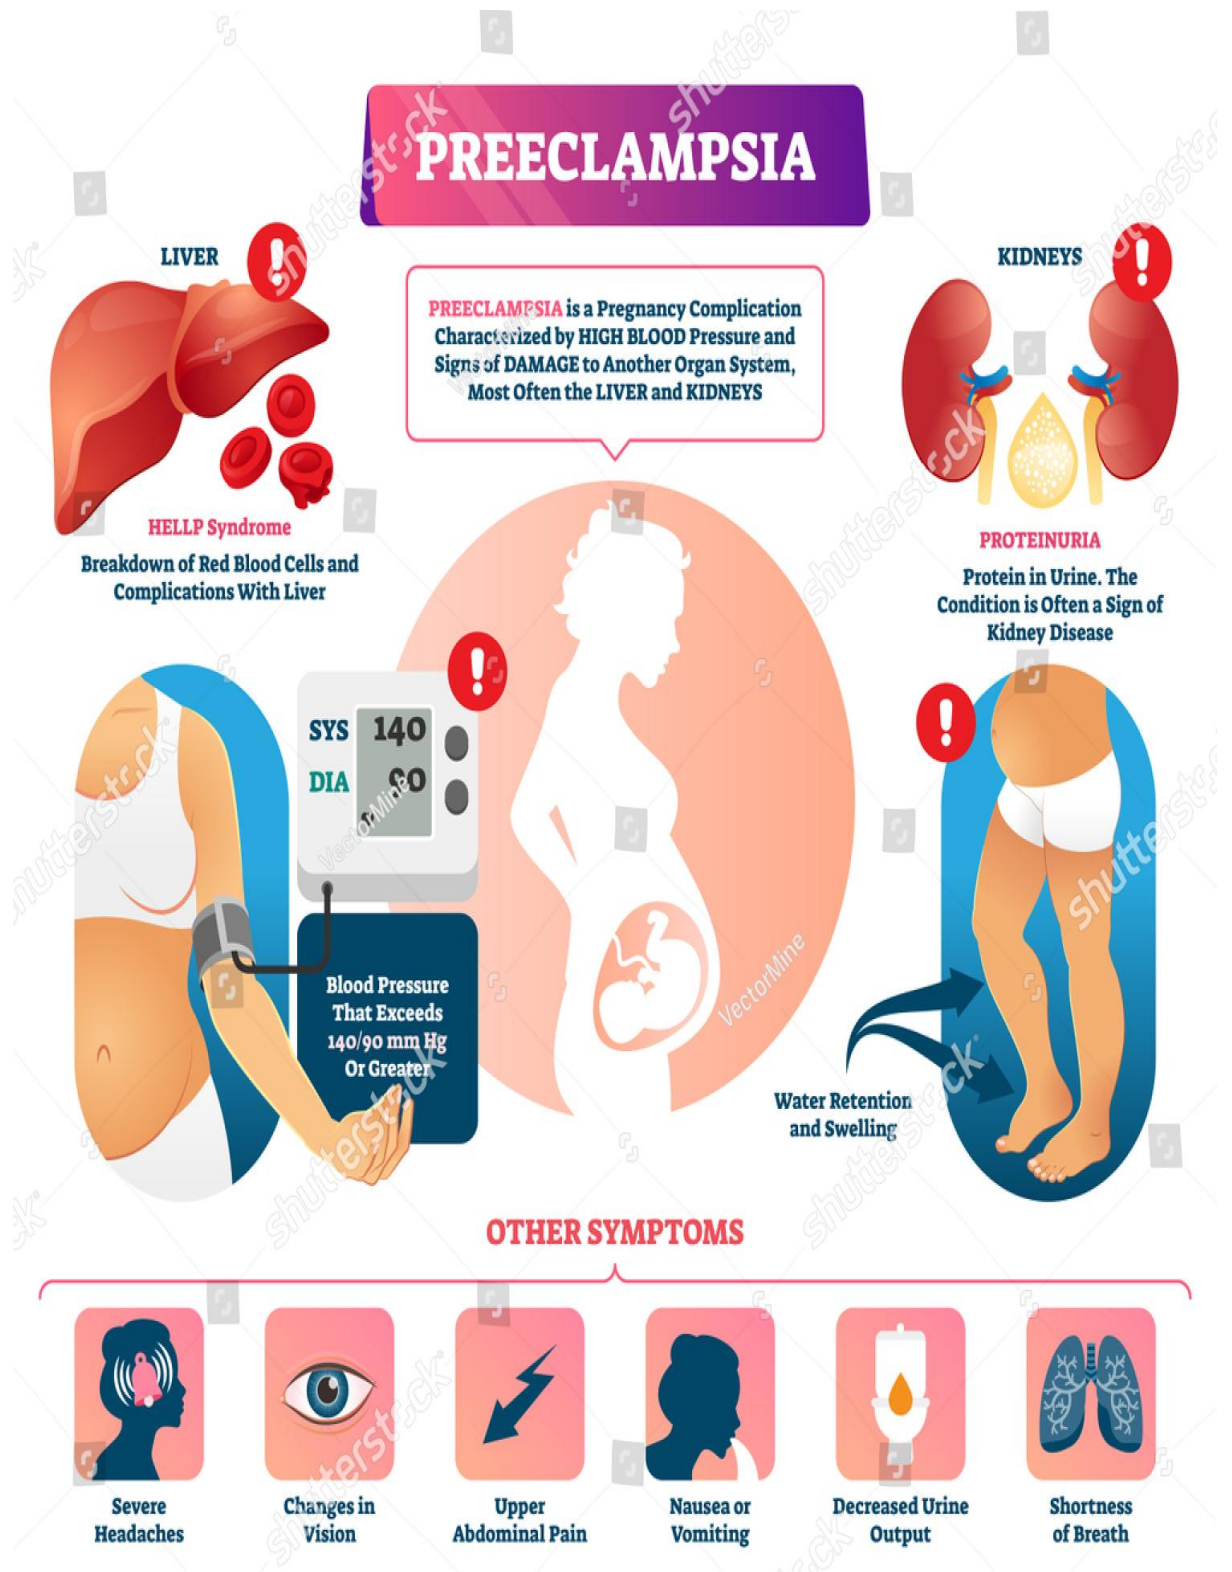 PREECLAMPSIA
LIVER
KIDNEYS
PREECLAMPSIA is a Pregnancy Complication
Characterized by HIGH BLOOD Pressure and
Signs of DAMAGE to Another Organ System,
Most Often the LIVER and KIDNEYS
HELLP Syndrome
Breakdown of Red Blood Cells and
Complications With Liver
PROTEINURIA
Protein in Urine. The
Condition is Often a Sign of
Kidney Disease
SYS 140
DIA 90
Blood Pressure
That Exceeds
140/90 mm Hg
Or Greater
Water Retention
and Swelling
OTHER SYMPTOMS
Severe
Headaches
Changes in
Vision
Upper
Abdominal Pain
Nausea or
Vomiting
Decreased Urine
Output
Shortness
of Breath
shutterstock
VectorMine